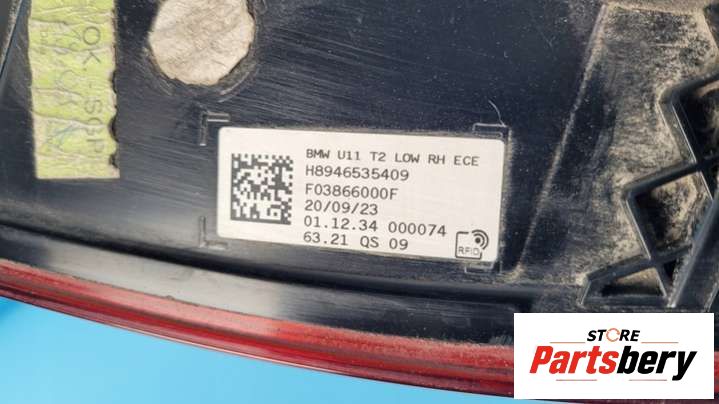 OK
BMW U11 T2 LOW RH ECE
H8946535409
F03866000F
20/09/23
01.12.34 000074
63.21 QS 09
RFID
STORE
Partsbery